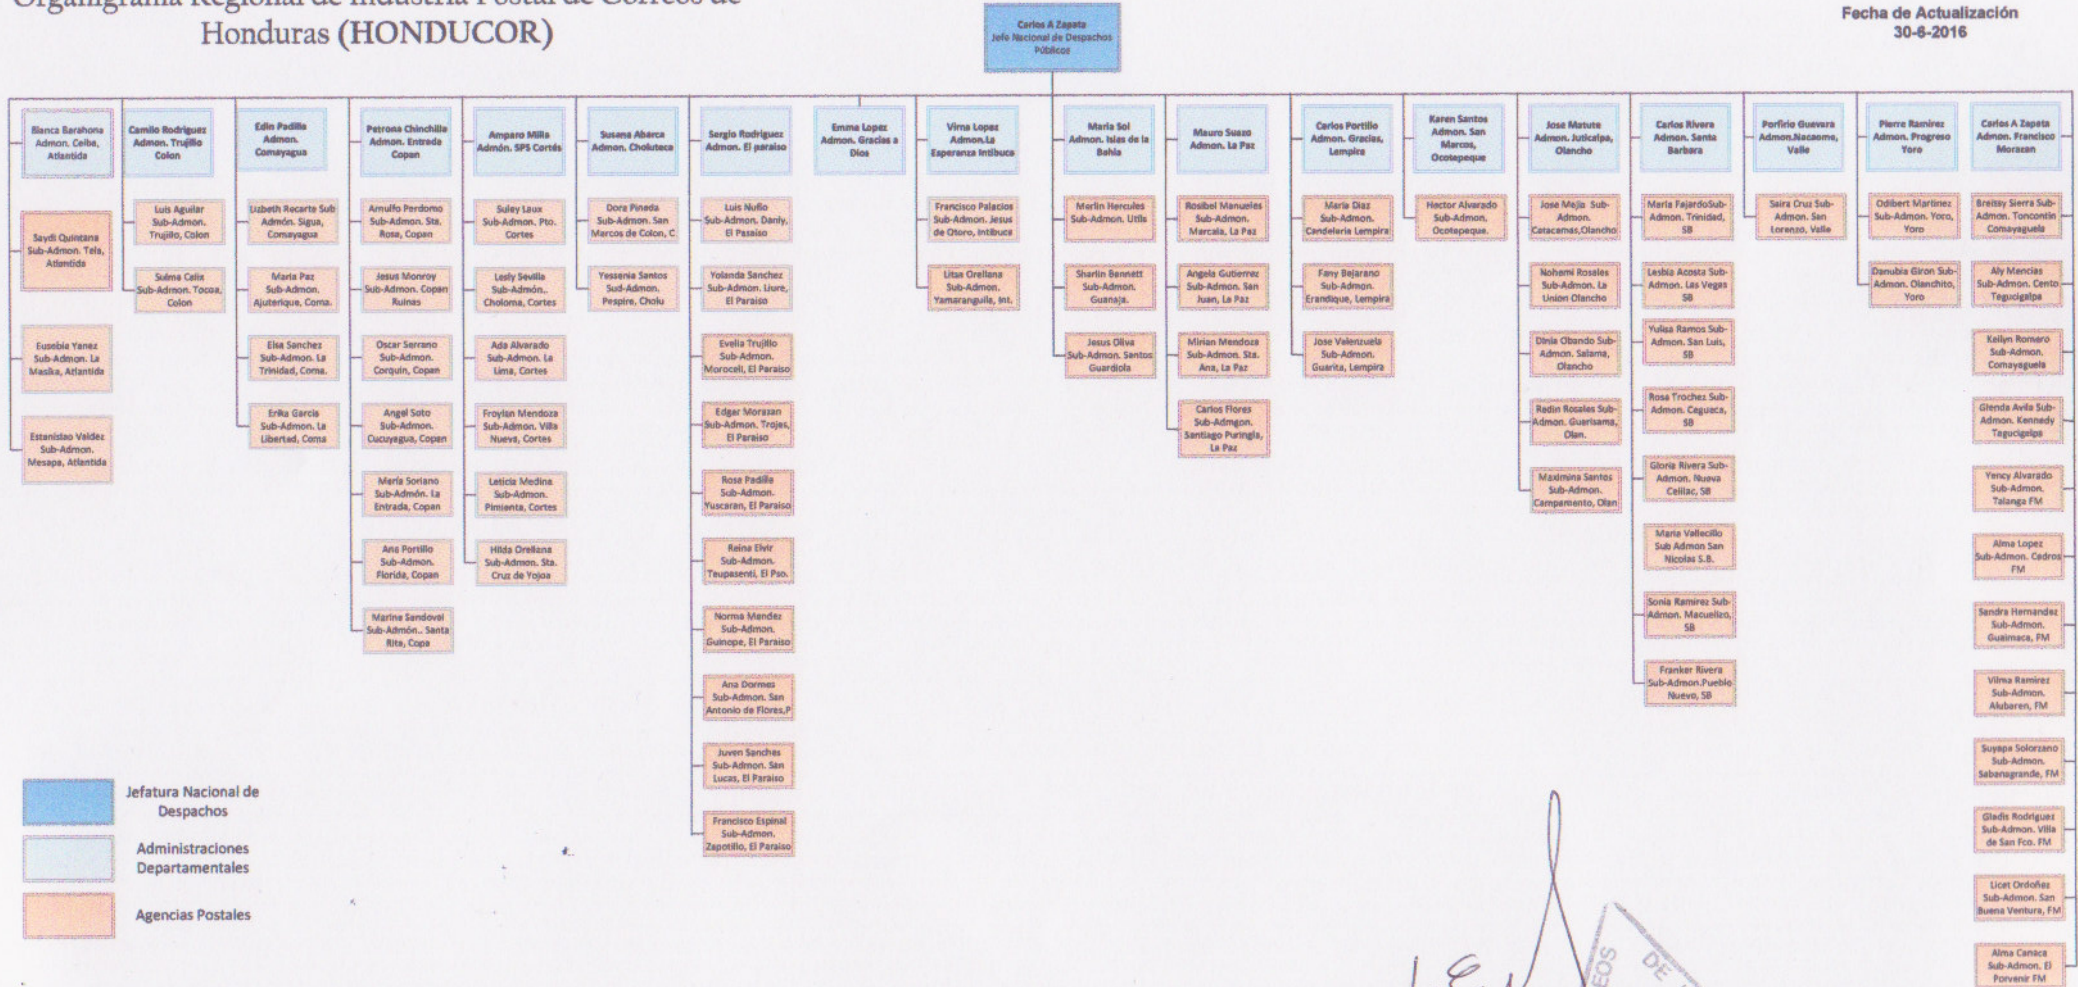 Organigrama Regional de Industria Postal de Correos de
Honduras (HONDUCOR)
Fecha de Actualización
30-6-2016
Carlos A Zapata
Jefe Nacional de Despachos
Públicos
Bianca Barahona
Admon. Ceiba,
Atlantida
Camilo Rodriguez
Admon. Trujillo
Colon
Edin Padilla
Admon.
Comayagua
Petrona Chinchilla
Admon. Entrada
Copan
Amparo Milla
Admón. SPS Cortés
Susana Abarca
Admon. Choluteca
Sergio Rodriguez
Admon. El paraiso
Emma Lopez
Admon. Gracias a
Dios
Virna Lopez
Admon.La
Esperanza Intibuca
Maria Sol
Admon. Islas de la
Bahia
Mauro Suazo
Admon. La Paz
Carlos Portillo
Admon. Gracias,
Lempira
Karen Santos
Admon. San
Marcos,
Ocotepeque
Jose Matute
Admon. Juticalpa,
Olancho
Carlos Rivera
Admon. Santa
Barbara
Porfirio Guevara
Admon.Nacaome,
Valle
Pierre Ramirez
Admon. Progreso
Yoro
Carlos A Zapata
Admon. Francisco
Morazan
Saydi Quintana
Sub-Admon. Tela,
Atlantida
Eusebia Yanez
Sub-Admon. La
Masika, Atlantida
Estanislao Valdez
Sub-Admon.
Mesapa, Atlantida
Luis Aguilar
Sub-Admon.
Trujillo, Colon
Sulma Calix
Sub-Admon. Tocoa,
Colon
Lizbeth Recarte Sub
Admón. Sigua,
Comayagua
Maria Paz
Sub-Admon.
Ajuterique, Coma.
Elsa Sanchez
Sub-Admon. La
Trinidad, Coma.
Erika Garcia
Sub-Admon. La
Libertad, Coma
Arnulfo Perdomo
Sub-Admon. Sta.
Rosa, Copan
Jesus Monroy
Sub-Admon. Copan
Ruinas
Oscar Serrano
Sub-Admon.
Corquin, Copan
Angel Soto
Sub-Admon.
Cucuyagua, Copan
María Soriano
Sub-Admón. La
Entrada, Copan
Ana Portillo
Sub-Admon.
Florida, Copan
Marina Sandoval
Sub-Admón.. Santa
Rita, Copa
Suley Laux
Sub-Admon. Pto.
Cortes
Lesly Sevilla
Sub-Admón..
Choloma, Cortes
Ada Alvarado
Sub-Admon. La
Lima, Cortes
Froylan Mendoza
Sub-Admon. Villa
Nueva, Cortes
Leticia Medina
Sub-Admon.
Pimienta, Cortes
Hilda Orellana
Sub-Admon. Sta.
Cruz de Yojoa
Dora Pineda
Sub-Admon. San
Marcos de Colon, C
Yessenia Santos
Sud-Admon.
Pespire, Cholu
Luis Nuño
Sub-Admon. Danly,
El Pasaiso
Yolanda Sanchez
Sub-Admon. Liure,
El Paraiso
Evelia Trujillo
Sub-Admon.
Moroceli, El Paraiso
Edgar Morazan
Sub-Admon. Trojes,
El Paraiso
Rosa Padilla
Sub-Admon.
Yuscaran, El Paraiso
Reina Elvir
Sub-Admon.
Teupasenti, El Pso.
Norma Mendez
Sub-Admon.
Guinope, El Paraiso
Ana Dormes
Sub-Admon. San
Antonio de Flores,P
Juven Sanches
Sub-Admon. San
Lucas, El Paraiso
Francisco Espinal
Sub-Admon.
Zapotillo, El Paraiso
Francisco Palacios
Sub-Admon. Jesus
de Otoro, Intibuca
Litax Orellana
Sub-Admon.
Yamaranguila, Int.
Marlin Hercules
Sub-Admon. Utila
Sharlin Bennett
Sub-Admon.
Guanaja.
Jesus Oliva
Sub-Admon. Santos
Guardiola
Rosibel Manueles
Sub-Admon.
Marcala, La Paz
Angela Gutierrez
Sub-Admon. San
Juan, La Paz
Mirian Mendoza
Sub-Admon. Sta.
Ana, La Paz
Carlos Flores
Sub-Admgon.
Santiago Puringla,
La Paz
Maria Diaz
Sub-Admon.
Candelaria Lempira
Fany Bejarano
Sub-Admon.
Erandique, Lempira
Jose Valenzuela
Sub-Admon.
Guarita, Lempira
Hector Alvarado
Sub-Admon.
Ocotepeque.
Jose Mejia Sub-
Admon.
Catacamas,Olancho
Nohemi Rosales
Sub-Admon. La
Union Olancho
Dinia Obando Sub-
Admon. Salama,
Olancho
Redin Rosales Sub-
Admon. Guarisama,
Olan.
Maximina Santos
Sub-Admon.
Campamento, Olan
Maria FajardoSub-
Admon. Trinidad,
SB
Lesbia Acosta Sub-
Admon. Las Vegas
SB
Yulisa Ramos Sub-
Admon. San Luis,
SB
Rosa Trochez Sub-
Admon. Ceguaca,
SB
Gloria Rivera Sub-
Admon. Nueva
Celilac, SB
Maria Vallecillo
Sub Admon San
Nicolas S.B.
Sonia Ramirez Sub-
Admon. Macuelizo,
SB
Franker Rivera
Sub-Admon.Pueblo
Nuevo, SB
Saira Cruz Sub-
Admon. San
Lorenzo, Valle
Odibert Martinez
Sub-Admon. Yoro,
Yoro
Danubia Giron Sub-
Admon. Olanchito,
Yoro
Breitsy Sierra Sub-
Admon. Toncontin
Comayaguela
Aly Mencias
Sub-Admon. Cento
Tegucigalpa
Keilyn Romero
Sub-Admon.
Comayaguela
Glenda Avila Sub-
Admon. Kennedy
Tegucigalpa
Yency Alvarado
Sub-Admon.
Talanga FM
Alma Lopez
Sub-Admon. Cedros
FM
Sandra Hernandez
Sub-Admon.
Guaimaca, FM
Vilma Ramirez
Sub-Admon.
Alubaren, FM
Suyapa Solorzano
Sub-Admon.
Sabanagrande, FM
Gladis Rodriguez
Sub-Admon. Villa
de San Fco. FM
Licet Ordoñez
Sub-Admon. San
Buena Ventura, FM
Alma Canaca
Sub-Admon. El
Porvenir FM
Jefatura Nacional de
Despachos
Administraciones
Departamentales
Agencias Postales
DE